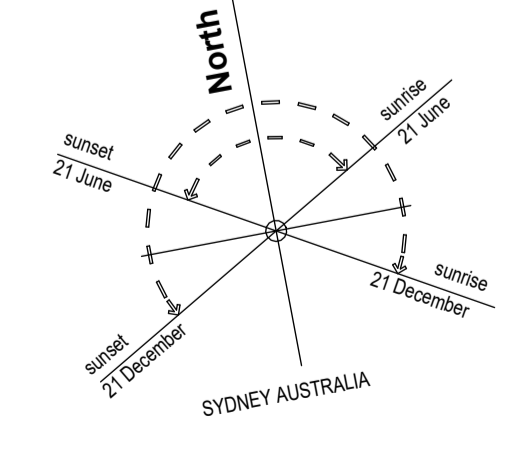 North
sunrise
21 June
sunset
21 June
sunrise
21 December
sunset
21 December
SYDNEY AUSTRALIA